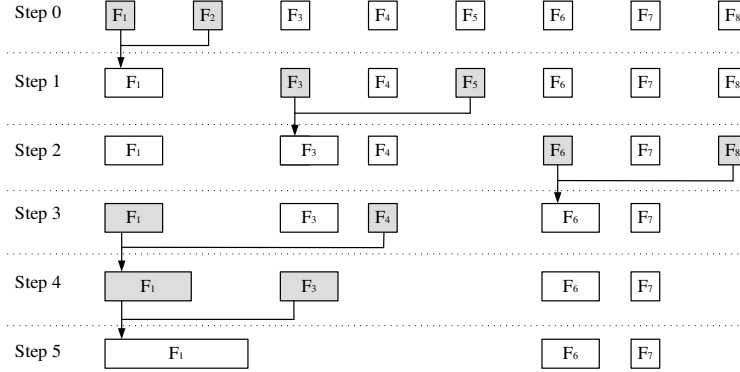 Step 0 F1 F2 F3 F4 F5 F6 F7 F8
Step 1 F1 F3 F4 F5 F6 F7 F8
Step 2 F1 F3 F4 F6 F7 F8
Step 3 F1 F3 F4 F6 F7
Step 4 F1 F3 F6 F7
Step 5 F1 F6 F7